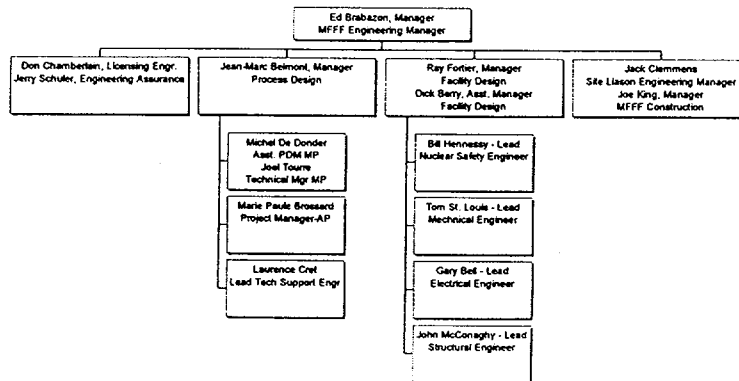 Ed Brabazon, Manager
MFFF Engineering Manager
Don Chamberlain, Licensing Engr.
Jerry Schuler, Engineering Assurance
Jean-Marc Belmont, Manager
Process Design
Ray Fortier, Manager
Facility Design
Dick Berry, Asst. Manager
Facility Design
Jack Clemmens
Site Liason Engineering Manager
Joe King, Manager
MFFF Construction
Michel De Donder
Asst. PDM MP
Joel Tourre
Technical Mgr MP
Marie Paule Brossard
Project Manager-AP
Laurence Cret
Lead Tech Support Engr
Bill Hennessy - Lead
Nuclear Safety Engineer
Tom St. Louis - Lead
Mechnical Engineer
Gary Bell - Lead
Electrical Engineer
John McConaghy - Lead
Structural Engineer